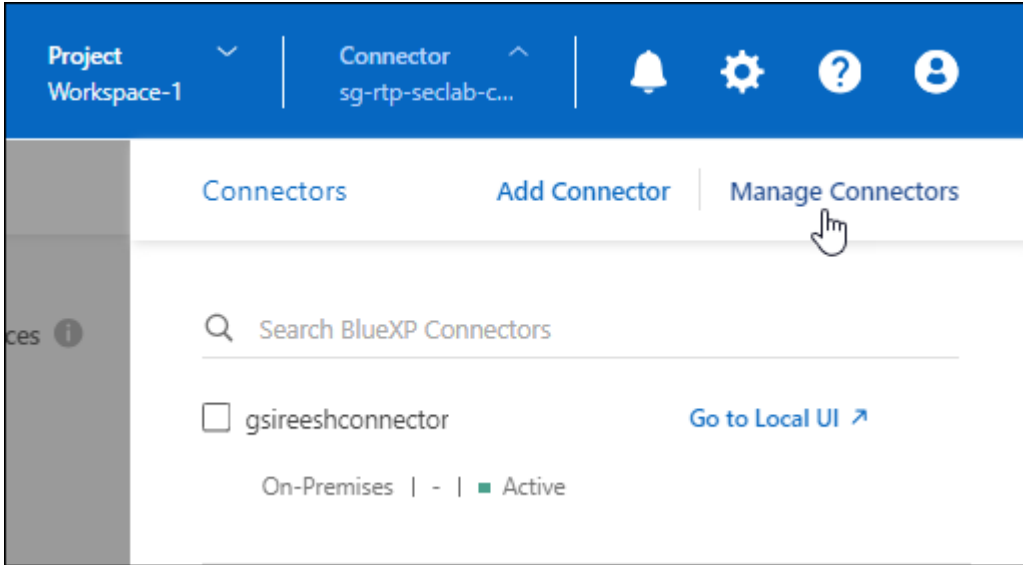 Project
Workspace-1
Connector
sg-rtp-seclab-c...
Connectors
Add Connector | Manage Connectors
ces
Search BlueXP Connectors
gsireeshconnector
Go to Local UI ↗
On-Premises | - | ■ Active